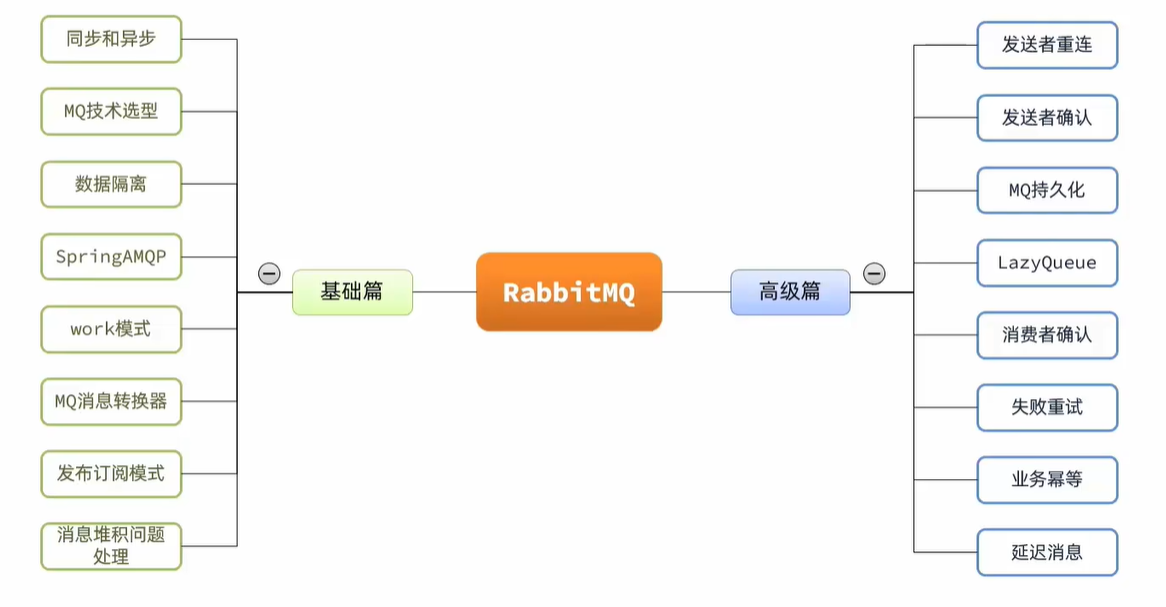 同步和异步
MQ技术选型
数据隔离
SpringAMQP
work模式
MQ消息转换器
发布订阅模式
消息堆积问题
处理
基础篇
RabbitMQ
高级篇
发送者重连
发送者确认
MQ持久化
LazyQueue
消费者确认
失败重试
业务幂等
延迟消息